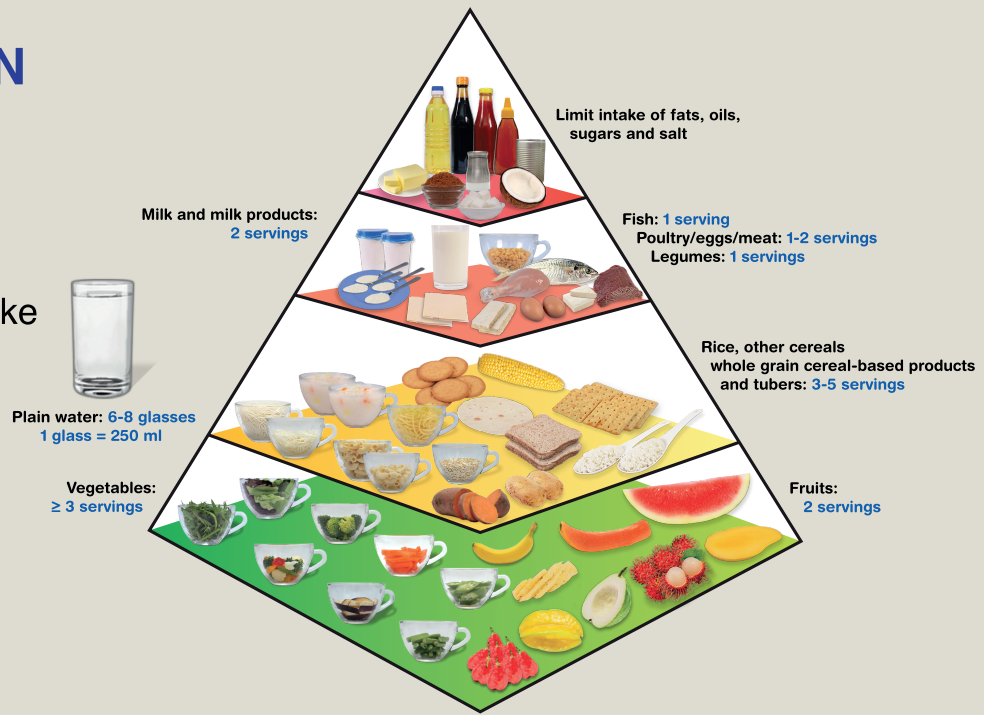 N
Limit intake of fats, oils,
sugars and salt
Milk and milk products:
2 servings
Fish: 1 serving
Poultry/eggs/meat: 1-2 servings
Legumes: 1 servings
ke
Rice, other cereals
whole grain cereal-based products
and tubers: 3-5 servings
Plain water: 6-8 glasses
1 glass = 250 ml
Vegetables:
≥ 3 servings
Fruits:
2 servings